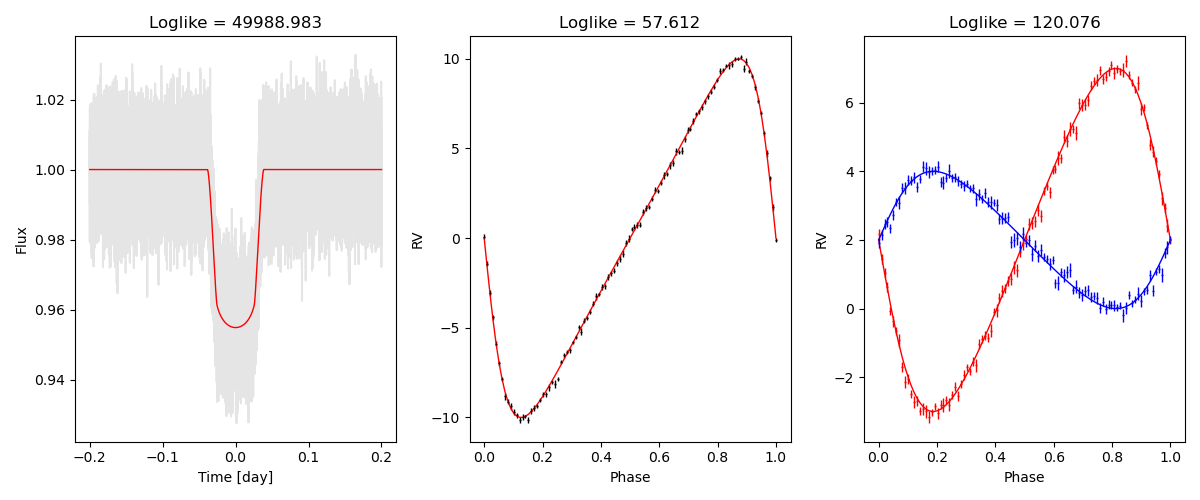 Loglike = 49988.983
Flux
1.02
1.00
0.98
0.96
0.94
−0.2 −0.1 0.0 0.1 0.2
Time [day]
Loglike = 57.612
RV
10
5
0
−5
−10
0.0 0.2 0.4 0.6 0.8 1.0
Phase
Loglike = 120.076
RV
6
4
2
0
−2
0.0 0.2 0.4 0.6 0.8 1.0
Phase